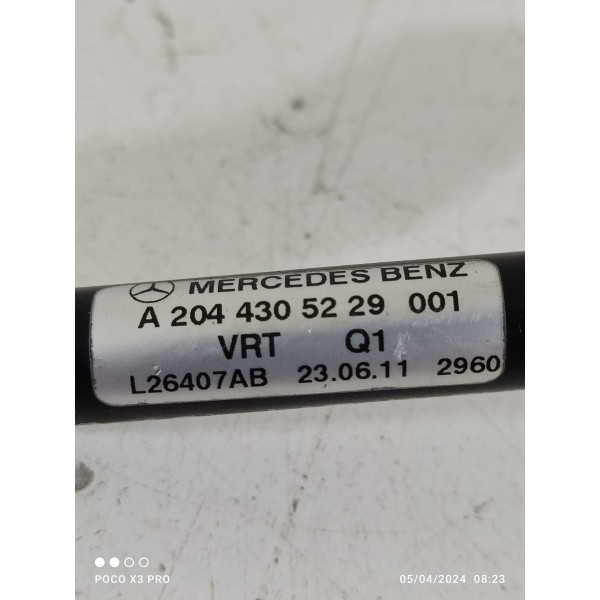 MERCEDES BENZ
A 204 430 52 29 001
VRT Q1
L26407AB 23.06.11 2960
POCO X3 PRO
05/04/2024 08:23